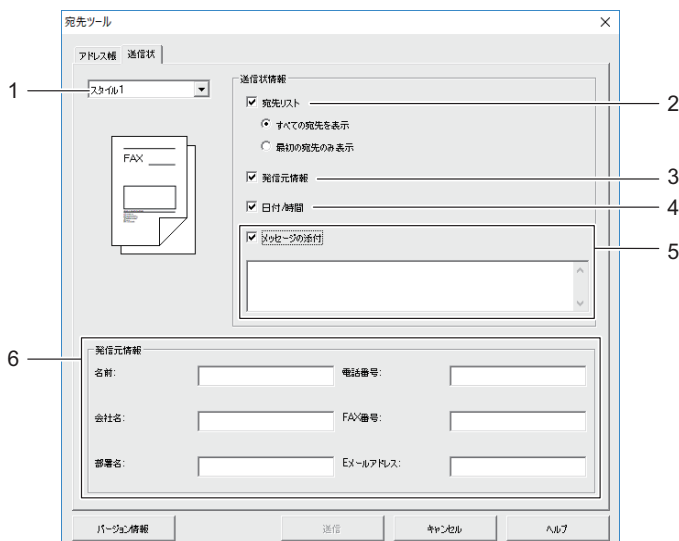 宛先ツール
アドレス帳 送信状
1 スタイル1
FAX
送信状情報
宛先リスト 2
すべての宛先を表示
最初の宛先のみ表示
発信元情報 3
日付/時間 4
メッセージの添付 5
6 発信元情報
名前: 電話番号:
会社名: FAX番号:
部署名: Eメールアドレス:
バージョン情報 送信 キャンセル ヘルプ